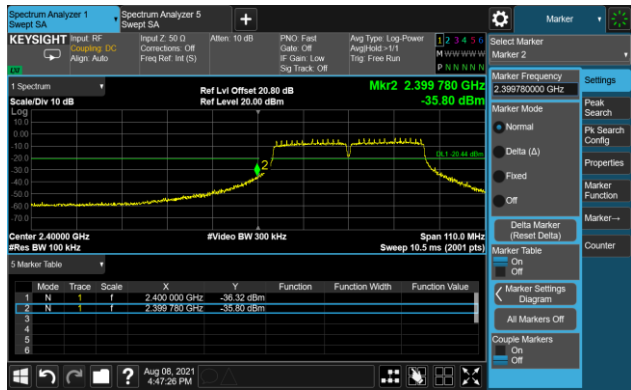 Spectrum Analyzer 1
Swept SA
Spectrum Analyzer 5
Swept SA
+
Marker
KEYSIGHT
Input: RF
Coupling: DC
Align: Auto
Input Z: 50 Ω
Corrections: Off
Freq Ref: Int (S)
Atten: 10 dB
PNO: Fast
Gate: Off
IF Gain: Low
Sig Track: Off
Avg Type: Log-Power
Avg|Hold:>1/1
Trig: Free Run
1 2 3 4 5 6
M W W W W W
P N N N N N
Select Marker
Marker 2
1 Spectrum
Scale/Div 10 dB
Ref Lvl Offset 20.80 dB
Ref Level 20.00 dBm
Mkr2 2.399 780 GHz
-35.80 dBm
Log
10.0
0.00
-10.0
-20.0
-30.0
-40.0
-50.0
-60.0
-70.0
2
DL1 -20.44 dBm
Center 2.40000 GHz
#Res BW 100 kHz
#Video BW 300 kHz
Span 110.0 MHz
Sweep 10.5 ms (2001 pts)
5 Marker Table
Mode Trace Scale X Y Function Function Width Function Value
1 N 1 f 2.400 000 GHz -36.32 dBm
2 N 1 f 2.399 780 GHz -35.80 dBm
3
4
5
6
Marker Frequency
2.399780000 GHz
Marker Mode
Normal
Delta (Δ)
Fixed
Off
Delta Marker
(Reset Delta)
Marker Table
On
Off
Marker Settings
Diagram
All Markers Off
Couple Markers
On
Off
Settings
Peak
Search
Pk Search
Config
Properties
Marker
Function
Marker→
Counter
?
Aug 08, 2021
4:47:26 PM